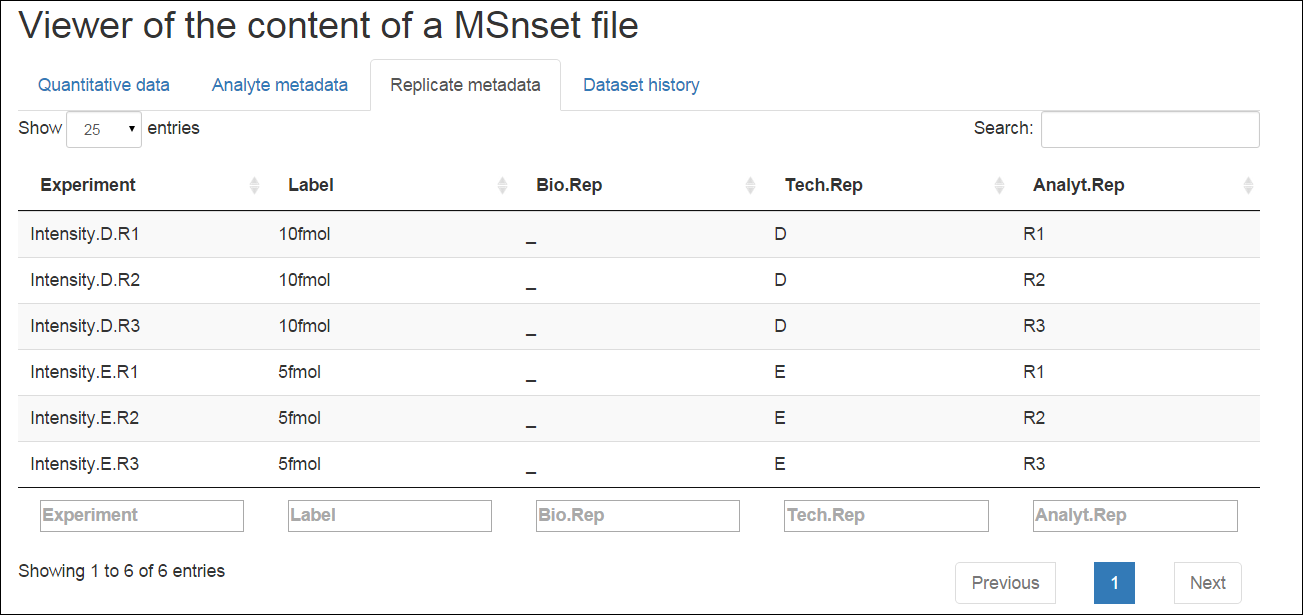 Viewer of the content of a MSnset file
Quantitative data Analyte metadata Replicate metadata Dataset history
Show 25 entries Search:
Experiment Label Bio.Rep Tech.Rep Analyt.Rep
Intensity.D.R1 10fmol _ D R1
Intensity.D.R2 10fmol _ D R2
Intensity.D.R3 10fmol _ D R3
Intensity.E.R1 5fmol _ E R1
Intensity.E.R2 5fmol _ E R2
Intensity.E.R3 5fmol _ E R3
Experiment Label Bio.Rep Tech.Rep Analyt.Rep
Showing 1 to 6 of 6 entries
Previous 1 Next